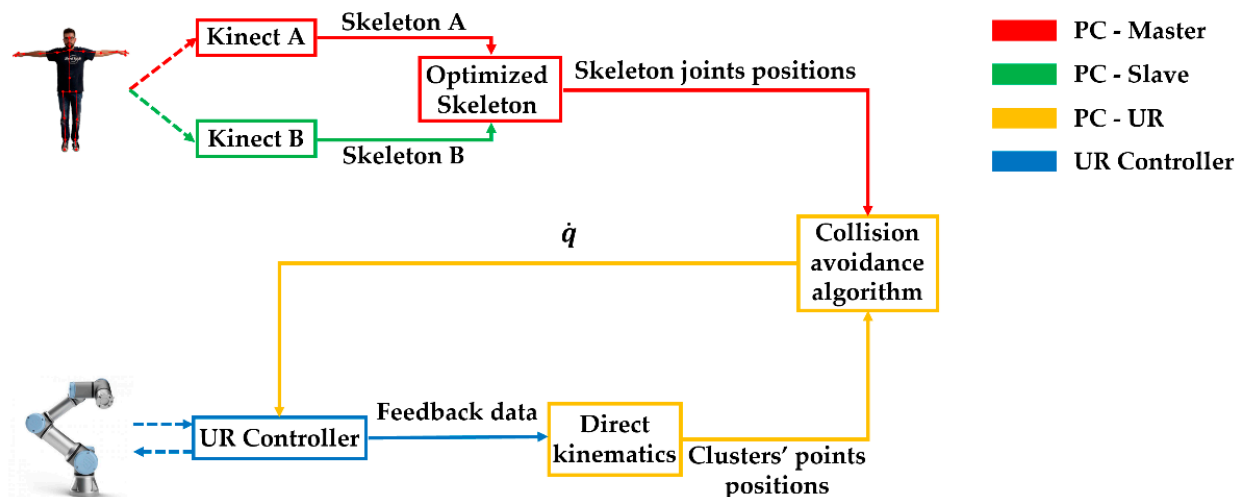 Kinect A
Skeleton A
Optimized
Skeleton
Skeleton joints positions
Kinect B
Skeleton B
PC - Master
PC - Slave
PC - UR
UR Controller
q̇
Collision
avoidance
algorithm
UR Controller
Feedback data
Direct
kinematics
Clusters’ points
positions